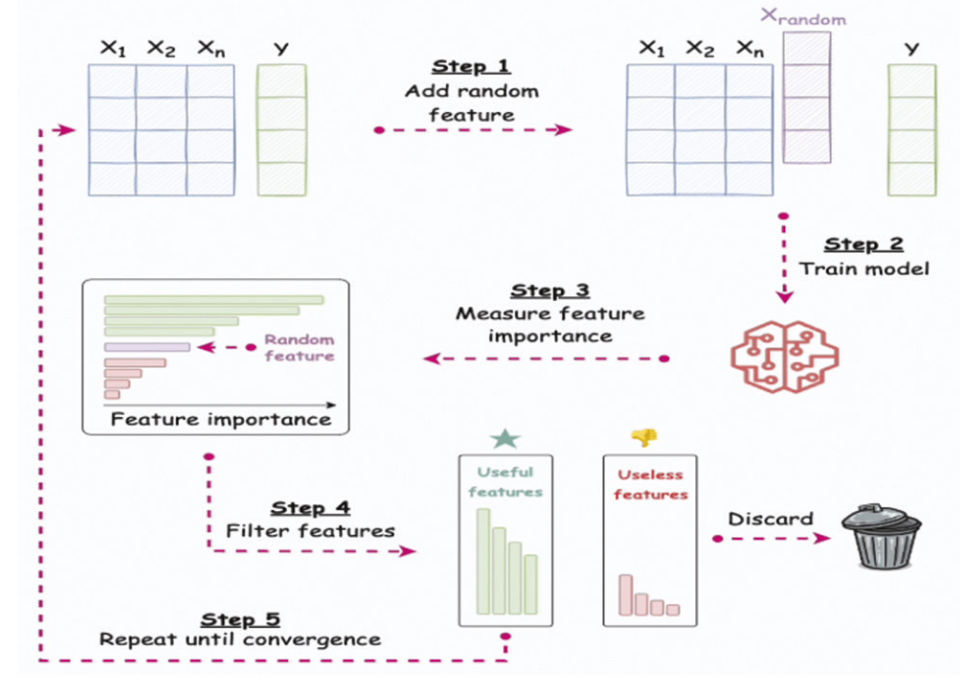 X₁ X₂ Xₙ y
Step 1
Add random
feature
Xrandom
X₁ X₂ Xₙ y
Step 2
Train model
Step 3
Measure feature
importance
Random
feature
Feature importance
Step 4
Filter features
Useful
features
Useless
features
Discard
Step 5
Repeat until convergence